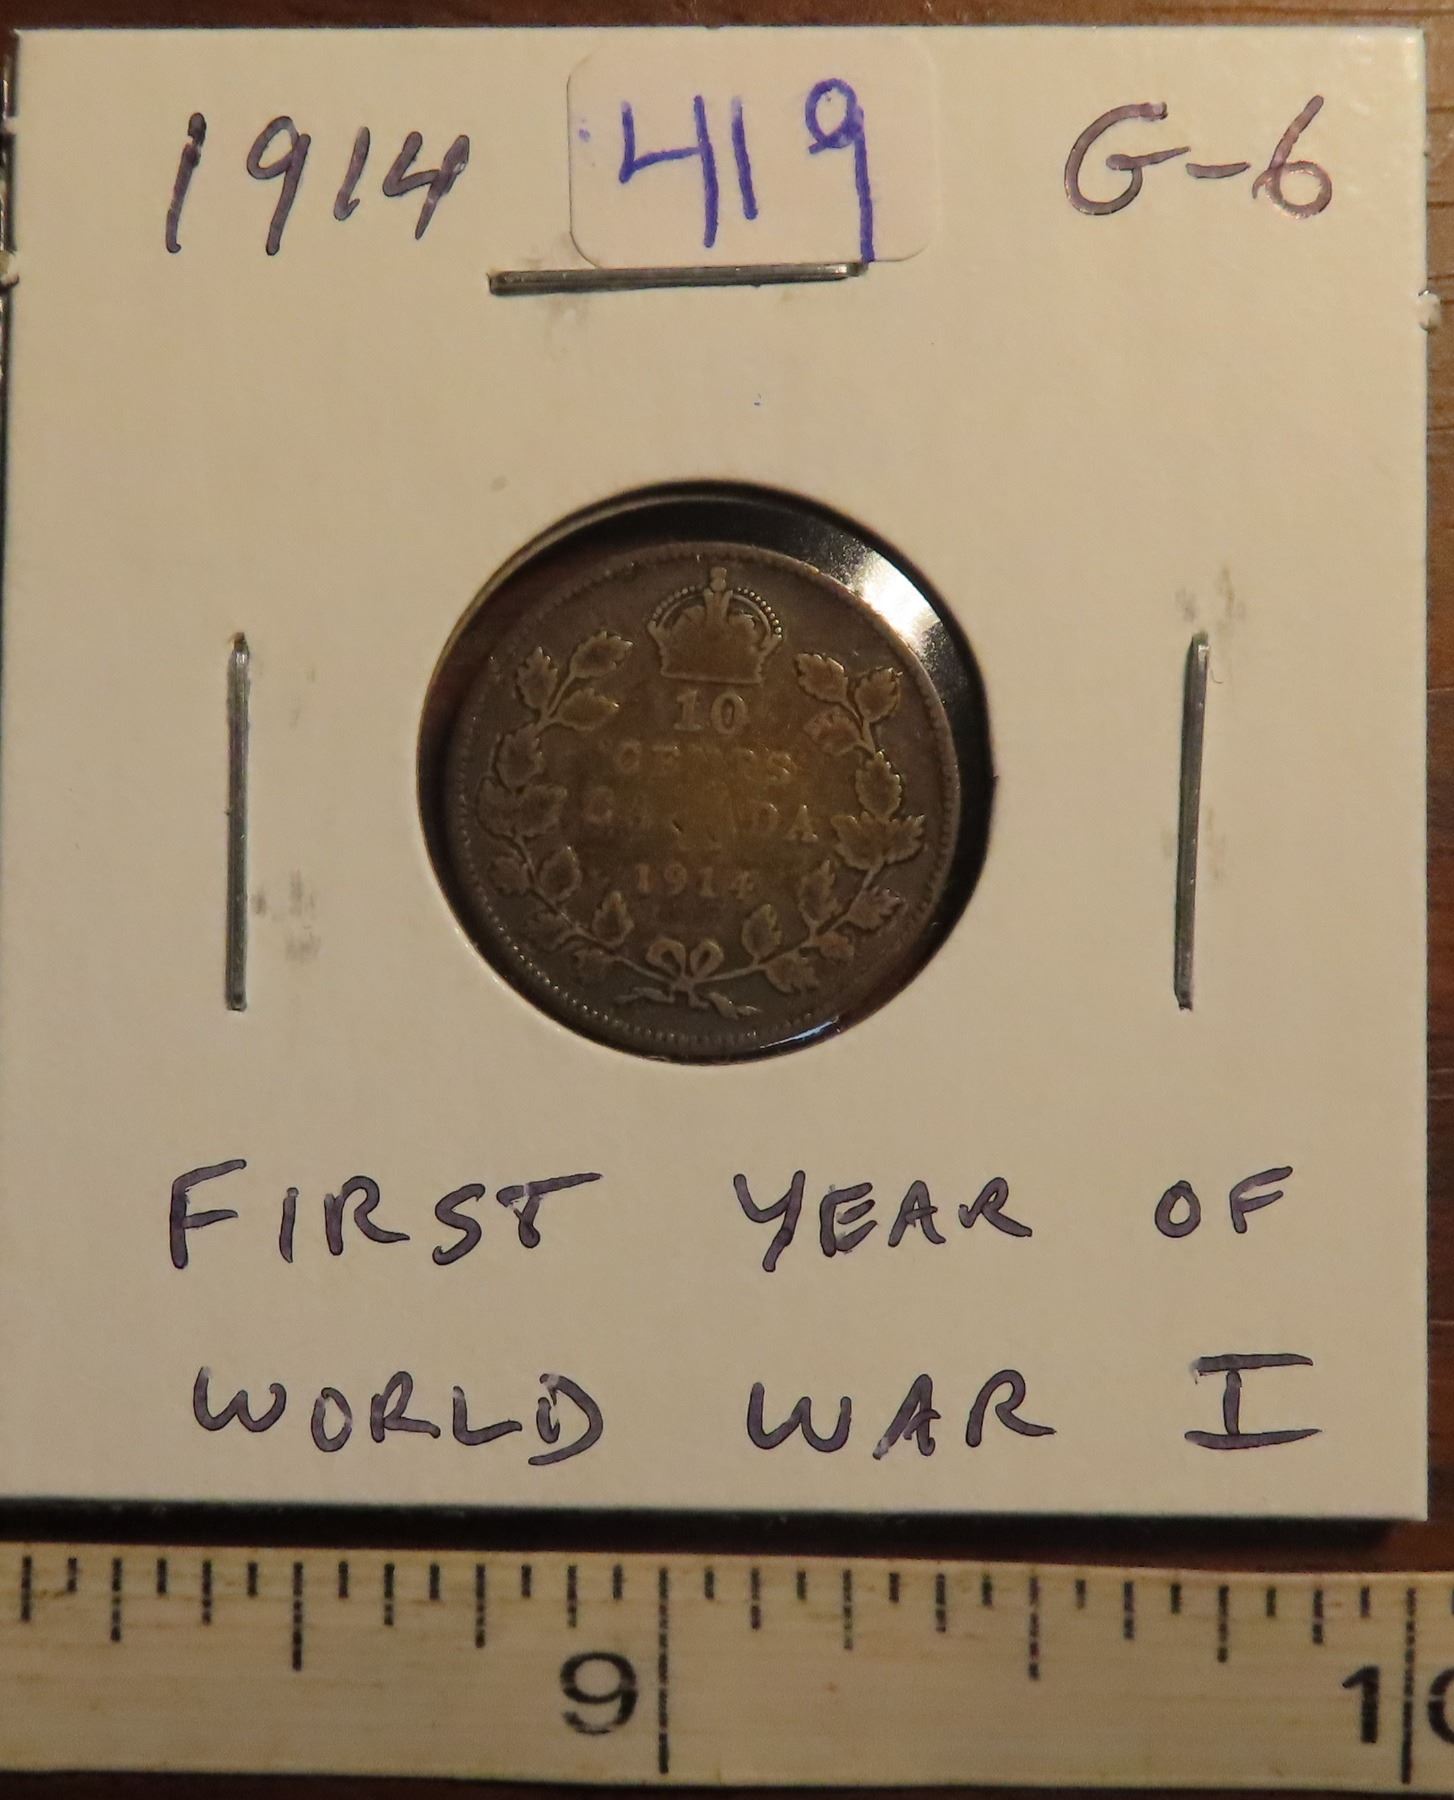 1914 419 G-6
10
CENTS
CANADA
1914
FIRST YEAR OF
WORLD WAR I
9 10